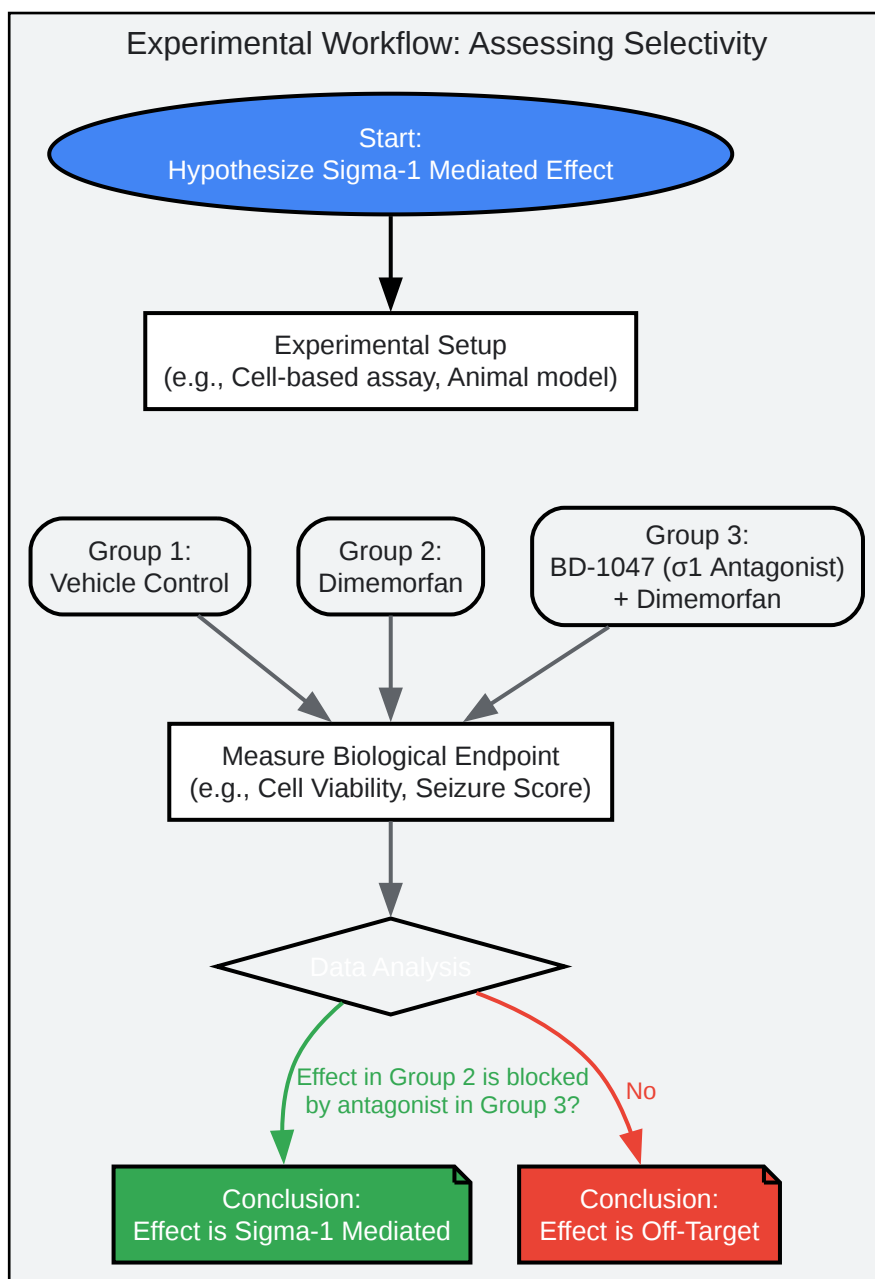 Experimental Workflow: Assessing Selectivity
Start:
Hypothesize Sigma-1 Mediated Effect
Experimental Setup
(e.g., Cell-based assay, Animal model)
Group 1:
Vehicle Control
Group 2:
Dimemorfan
Group 3:
BD-1047 (σ1 Antagonist)
+ Dimemorfan
Measure Biological Endpoint
(e.g., Cell Viability, Seizure Score)
Data Analysis
Effect in Group 2 is blocked
by antagonist in Group 3?
No
Conclusion:
Effect is Sigma-1 Mediated
Conclusion:
Effect is Off-Target